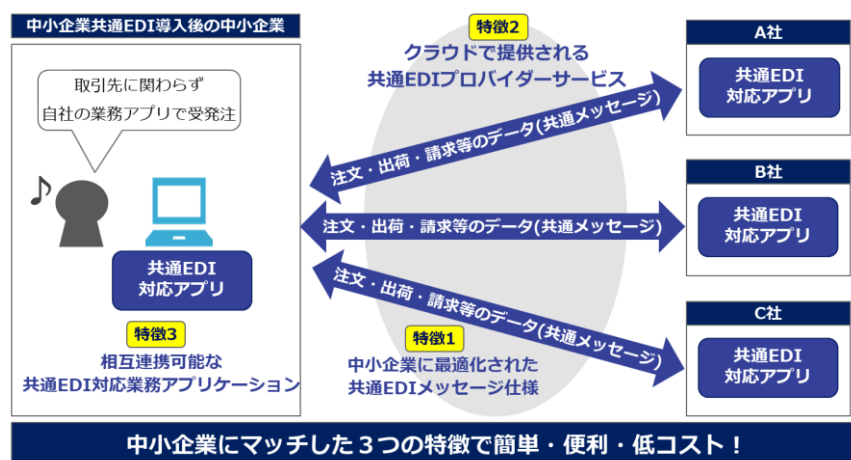 中小企業共通EDI導入後の中小企業
取引先に関わらず
自社の業務アプリで受発注
共通EDI
対応アプリ
特徴3
相互連携可能な
共通EDI対応業務アプリケーション
特徴2
クラウドで提供される
共通EDIプロバイダーサービス
注文・出荷・請求等のデータ(共通メッセージ)
注文・出荷・請求等のデータ(共通メッセージ)
注文・出荷・請求等のデータ(共通メッセージ)
特徴1
中小企業に最適化された
共通EDIメッセージ仕様
A社
共通EDI
対応アプリ
B社
共通EDI
対応アプリ
C社
共通EDI
対応アプリ
中小企業にマッチした３つの特徴で簡単・便利・低コスト！